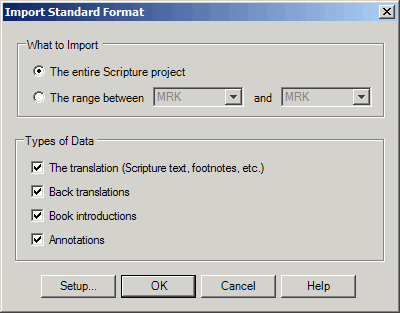 Import Standard Format
What to Import
The entire Scripture project
The range between MRK and MRK
Types of Data
The translation (Scripture text, footnotes, etc.)
Back translations
Book introductions
Annotations
Setup... OK Cancel Help